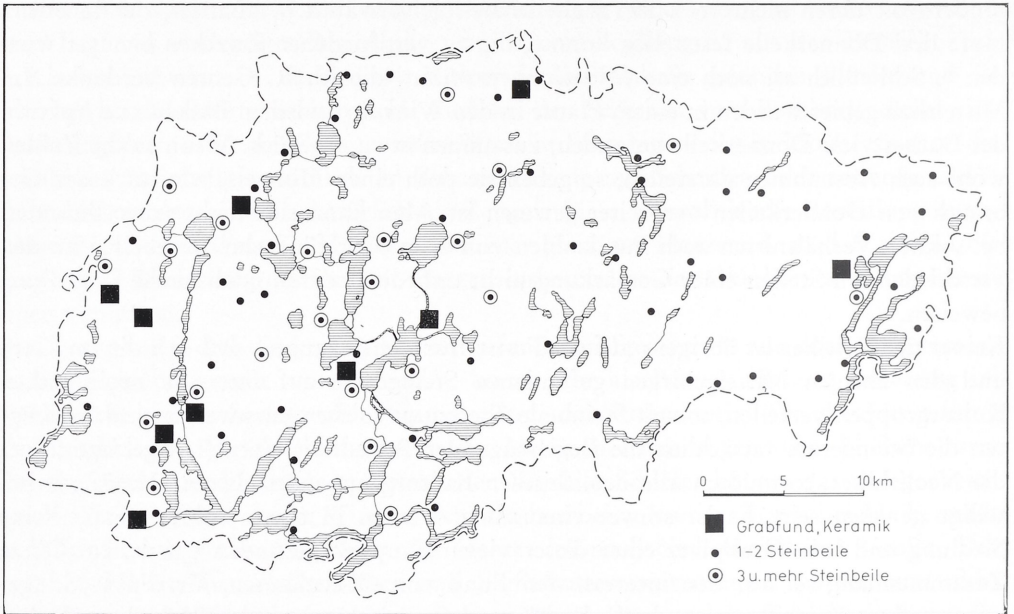 0 5 10 km
Grabfund, Keramik
1-2 Steinbeile
3 u. mehr Steinbeile